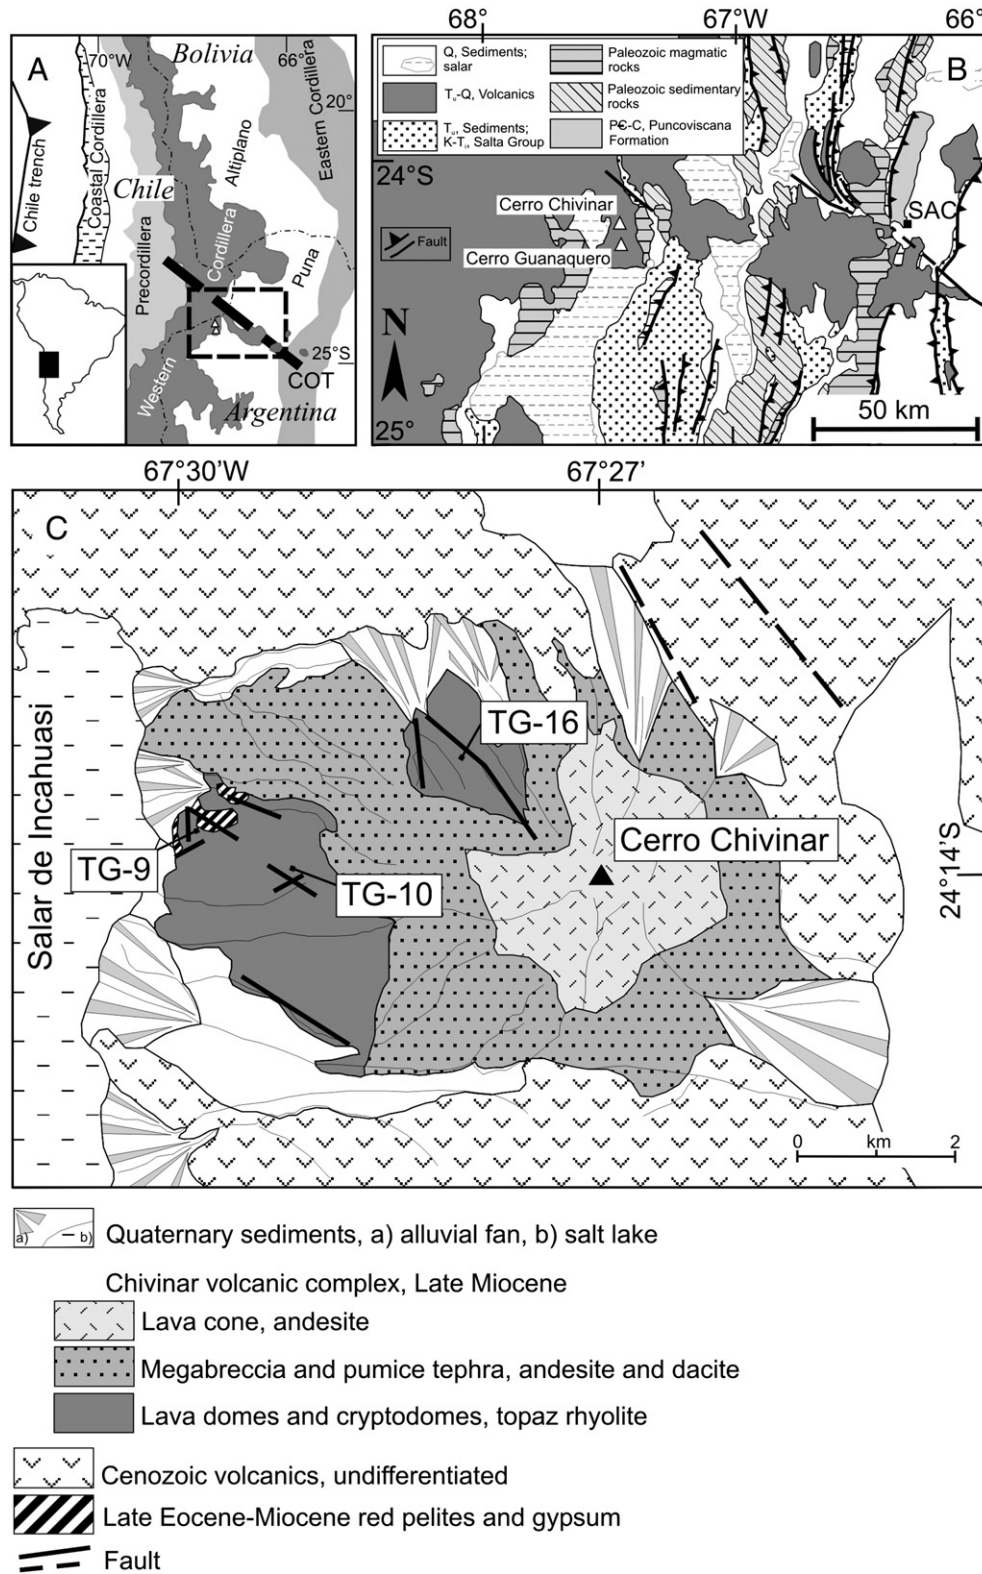 A
70°W
Bolivia
66°
20°
Chile trench
Coastal Cordillera
Chile
Altiplano
Eastern Cordillera
Precordillera
Cordillera
Puna
Western
25°S
COT
Argentina
68°
67°W
66°
B
Q, Sediments;
salar
Paleozoic magmatic
rocks
Tᵤ-Q, Volcanics
Paleozoic sedimentary
rocks
Sediments;
Salta Group
Puncoviscana
Formation
24°S
Cerro Chivinar
SAC
Fault
Cerro Guanaquero
N
25°
50 km
67°30'W
67°27'
C
TG-16
Cerro Chivinar
TG-9
TG-10
Salar de Incahuasi
24°14'S
0 km 2
a) b)
Quaternary sediments, a) alluvial fan, b) salt lake
Chivinar volcanic complex, Late Miocene
Lava cone, andesite
Megabreccia and pumice tephra, andesite and dacite
Lava domes and cryptodomes, topaz rhyolite
Cenozoic volcanics, undifferentiated
Late Eocene-Miocene red pelites and gypsum
Fault